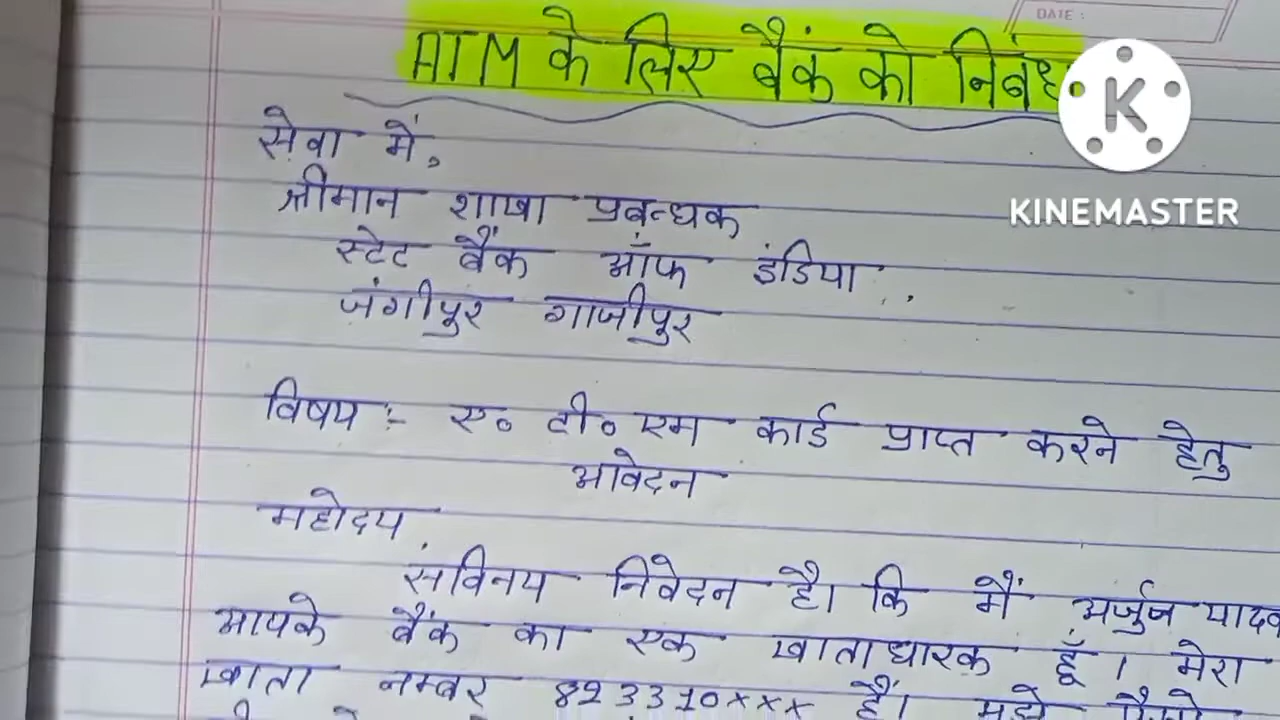 DATE :
ATM के लिए बैंक को निबंध
K
KINEMASTER
सेवा में,
श्रीमान शाखा प्रबन्धक
स्टेट बैंक ऑफ इंडिया
जंगीपुर गाजीपुर
विषय :- ए० टी० एम कार्ड प्राप्त करने हेतु
आवेदन
महोदय,
सविनय निवेदन है। कि मैं अर्जुन यादव
आपके बैंक का एक खाताधारक हूँ। मेरा
खाता नम्बर 823310××× हैं। मुझे पैसे